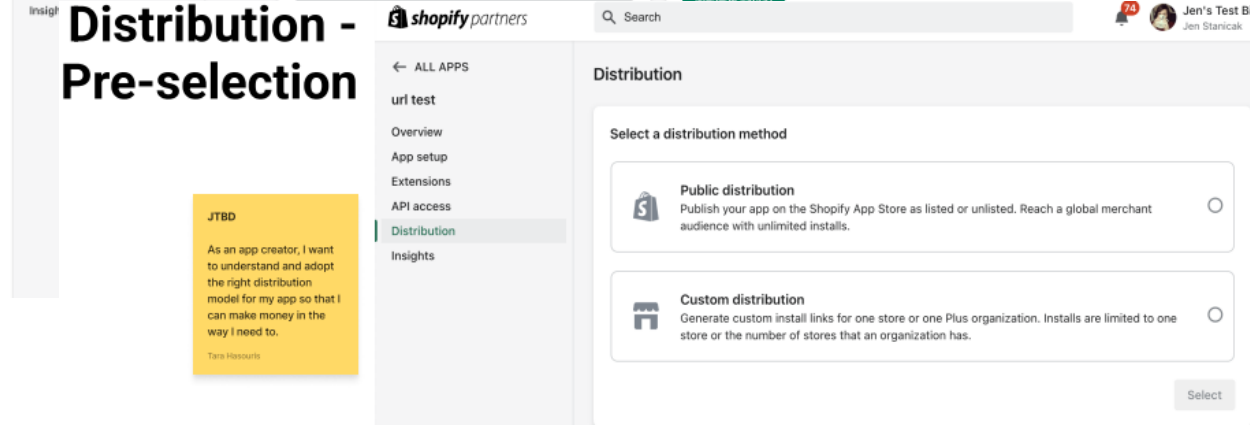 Insigh
Distribution -
Pre-selection
JTBD
As an app creator, I want
to understand and adopt
the right distribution
model for my app so that I
can make money in the
way I need to.
Tara Hasouris
shopify partners
Search
74
Jen's Test B
Jen Stanicak
← ALL APPS
url test
Overview
App setup
Extensions
API access
Distribution
Insights
Distribution
Select a distribution method
Public distribution
Publish your app on the Shopify App Store as listed or unlisted. Reach a global merchant
audience with unlimited installs.
Custom distribution
Generate custom install links for one store or one Plus organization. Installs are limited to one
store or the number of stores that an organization has.
Select